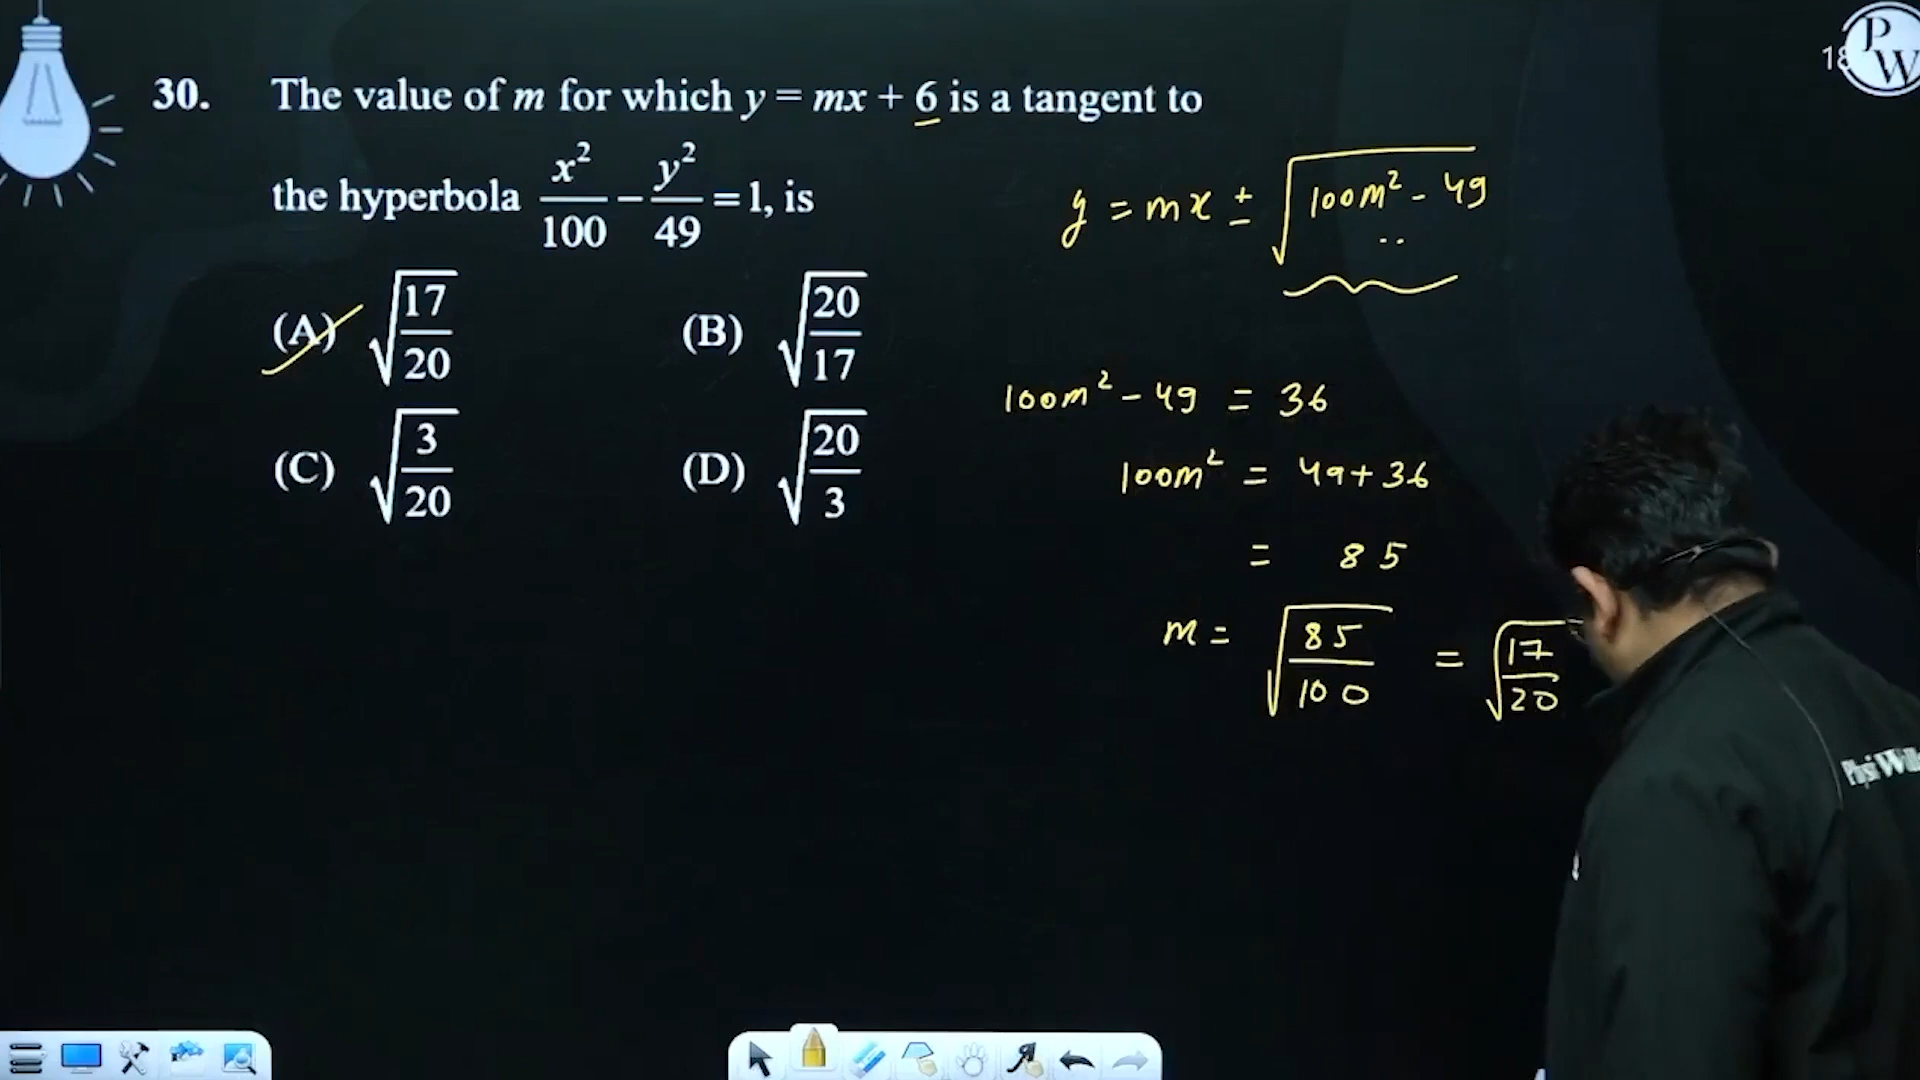 PW
18
30. The value of m for which y = mx + 6 is a tangent to
the hyperbola x²/100 − y²/49 = 1, is
(A) √(17/20) (B) √(20/17)
(C) √(3/20) (D) √(20/3)
y = mx ± √(100m² - 49)
100m² - 49 = 36
100m² = 49+36
= 85
m = √(85/100) = √(17/20)